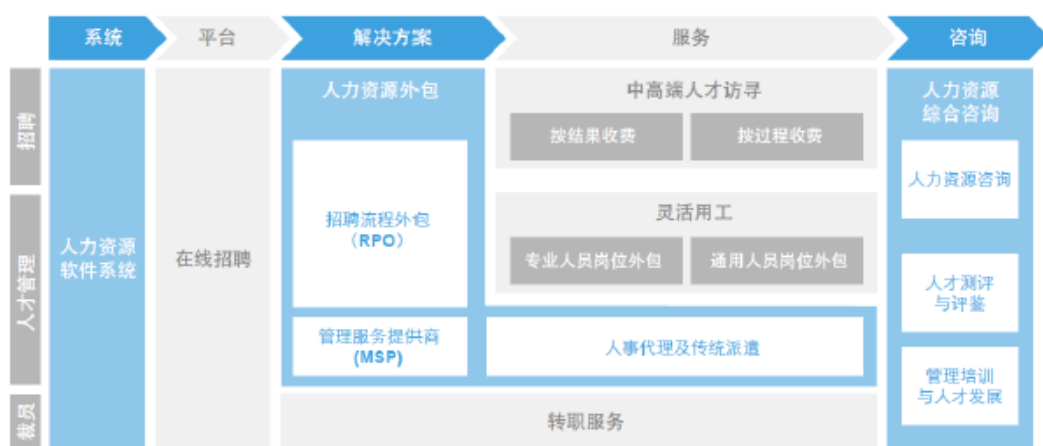 系统
平台
解决方案
服务
咨询
招聘
人才管理
裁员
人力资源
软件系统
在线招聘
人力资源外包
招聘流程外包
（RPO）
管理服务提供商
(MSP)
中高端人才访寻
按结果收费
按过程收费
灵活用工
专业人员岗位外包
通用人员岗位外包
人事代理及传统派遣
转职服务
人力资源
综合咨询
人力资源咨询
人才测评
与评鉴
管理培训
与人才发展